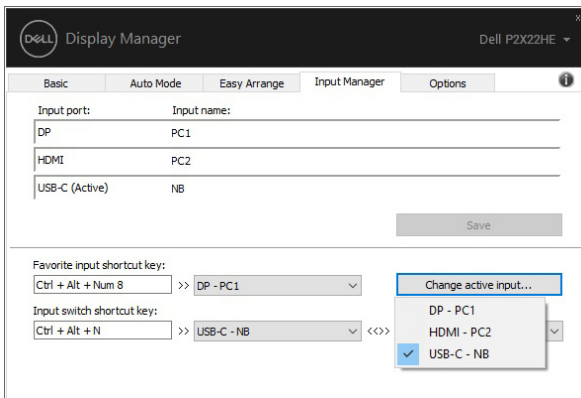 DELL Display Manager Dell P2X22HE
Basic Auto Mode Easy Arrange Input Manager Options
Input port: Input name:
DP PC1
HDMI PC2
USB-C (Active) NB
Save
Favorite input shortcut key:
Ctrl + Alt + Num 8 >> DP - PC1 Change active input...
Input switch shortcut key:
Ctrl + Alt + N >> USB-C - NB <<>>
DP - PC1
HDMI - PC2
USB-C - NB